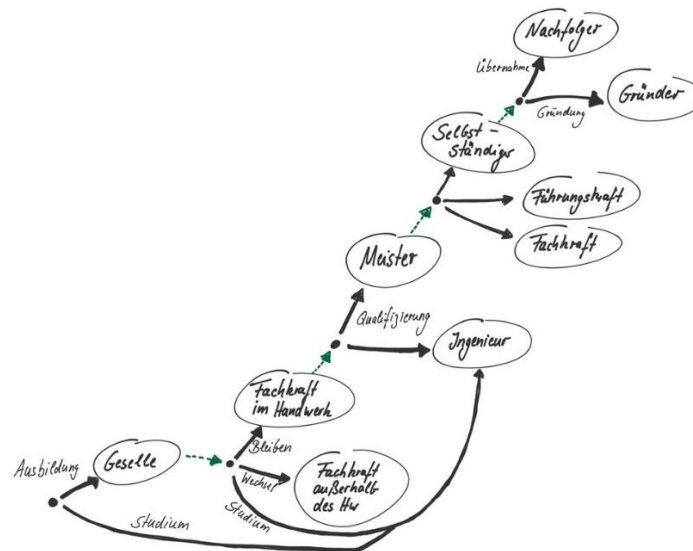 Nachfolger
Übernahme
Gründer
Gründung
Selbst-
ständiger
Führungskraft
Fachkraft
Meister
Qualifizierung
Ingenieur
Fachkraft
im Handwerk
Bleiben
Ausbildung
Geselle
Wechsel
Fachkraft
außerhalb
des Hw
Studium
Studium